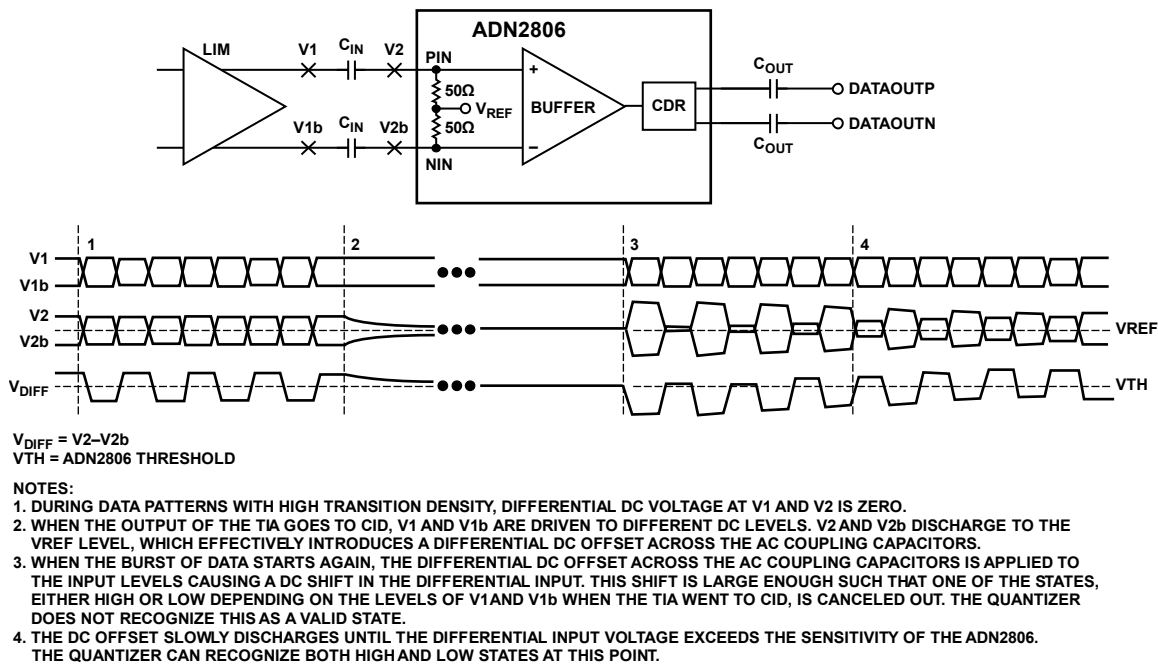 ADN2806
LIM
V1
CIN
V2
PIN
50Ω
VREF
50Ω
V1b
CIN
V2b
NIN
+
BUFFER
–
CDR
COUT
DATAOUTP
DATAOUTN
COUT
1
2
3
4
V1
V1b
V2
V2b
VREF
VDIFF
VTH
VDIFF = V2–V2b
VTH = ADN2806 THRESHOLD
NOTES:
1. DURING DATA PATTERNS WITH HIGH TRANSITION DENSITY, DIFFERENTIAL DC VOLTAGE AT V1 AND V2 IS ZERO.
2. WHEN THE OUTPUT OF THE TIA GOES TO CID, V1 AND V1b ARE DRIVEN TO DIFFERENT DC LEVELS. V2 AND V2b DISCHARGE TO THE
VREF LEVEL, WHICH EFFECTIVELY INTRODUCES A DIFFERENTIAL DC OFFSET ACROSS THE AC COUPLING CAPACITORS.
3. WHEN THE BURST OF DATA STARTS AGAIN, THE DIFFERENTIAL DC OFFSET ACROSS THE AC COUPLING CAPACITORS IS APPLIED TO
THE INPUT LEVELS CAUSING A DC SHIFT IN THE DIFFERENTIAL INPUT. THIS SHIFT IS LARGE ENOUGH SUCH THAT ONE OF THE STATES,
EITHER HIGH OR LOW DEPENDING ON THE LEVELS OF V1 AND V1b WHEN THE TIA WENT TO CID, IS CANCELED OUT. THE QUANTIZER
DOES NOT RECOGNIZE THIS AS A VALID STATE.
4. THE DC OFFSET SLOWLY DISCHARGES UNTIL THE DIFFERENTIAL INPUT VOLTAGE EXCEEDS THE SENSITIVITY OF THE ADN2806.
THE QUANTIZER CAN RECOGNIZE BOTH HIGH AND LOW STATES AT THIS POINT.